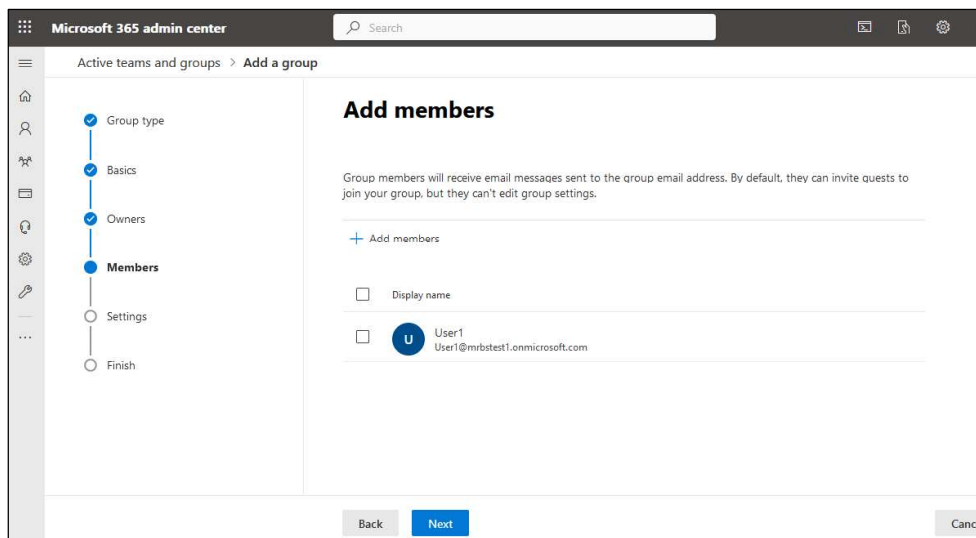 Microsoft 365 admin center
Search
Active teams and groups > Add a group
Group type
Basics
Owners
Members
Settings
Finish
Add members
Group members will receive email messages sent to the group email address. By default, they can invite guests to
join your group, but they can't edit group settings.
+ Add members
Display name
U
User1
User1@mrbstest1.onmicrosoft.com
Back
Next
Canc